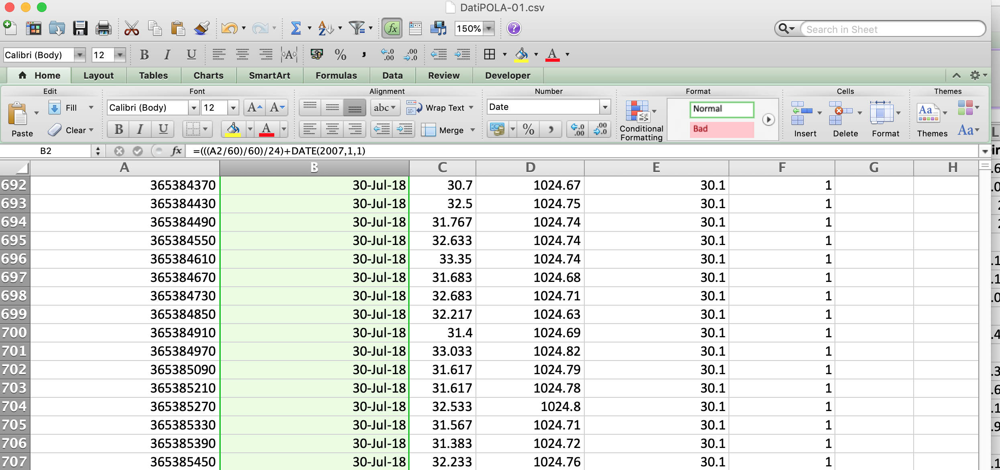 DatiPOLA-01.csv
150% Search in Sheet
Calibri (Body) 12 B I U
Home Layout Tables Charts SmartArt Formulas Data Review Developer
Edit Font Alignment Number Format Cells Themes
Fill Calibri (Body) 12 abc Wrap Text Date Normal
Paste Clear B I U Merge Conditional Formatting Bad Insert Delete Format Themes
B2 fx =(((A2/60)/60)/24)+DATE(2007,1,1)
A B C D E F G H
692 365384370 30-Jul-18 30.7 1024.67 30.1 1
693 365384430 30-Jul-18 32.5 1024.75 30.1 1
694 365384490 30-Jul-18 31.767 1024.74 30.1 1
695 365384550 30-Jul-18 32.633 1024.74 30.1 1
696 365384610 30-Jul-18 33.35 1024.74 30.1 1
697 365384670 30-Jul-18 31.683 1024.68 30.1 1
698 365384730 30-Jul-18 32.683 1024.71 30.1 1
699 365384850 30-Jul-18 32.217 1024.63 30.1 1
700 365384910 30-Jul-18 31.4 1024.69 30.1 1
701 365384970 30-Jul-18 33.033 1024.82 30.1 1
702 365385090 30-Jul-18 31.617 1024.79 30.1 1
703 365385210 30-Jul-18 31.617 1024.78 30.1 1
704 365385270 30-Jul-18 32.533 1024.8 30.1 1
705 365385330 30-Jul-18 31.567 1024.71 30.1 1
706 365385390 30-Jul-18 31.383 1024.72 30.1 1
707 365385450 30-Jul-18 32.233 1024.76 30.1 1